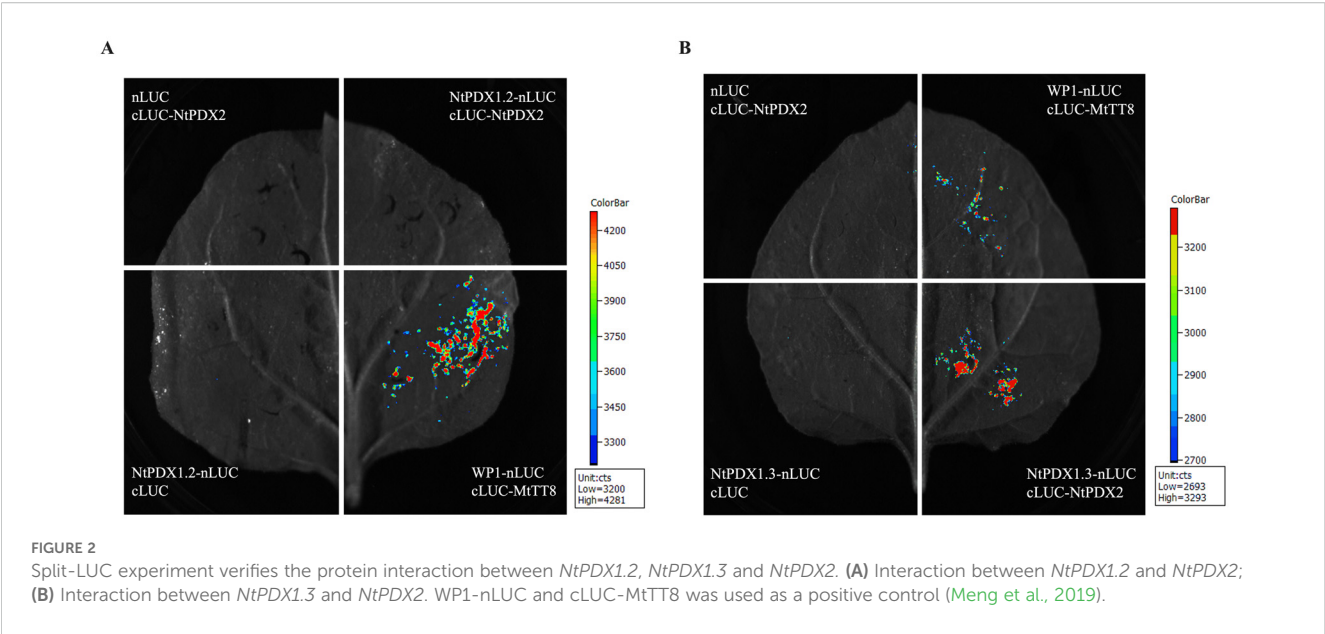 A
B
nLUC
cLUC-NtPDX2
NtPDX1.2-nLUC
cLUC-NtPDX2
NtPDX1.2-nLUC
cLUC
WP1-nLUC
cLUC-MtTT8
ColorBar
4200
4050
3900
3750
3600
3450
3300
Unit:cts
Low=3200
High=4281
nLUC
cLUC-NtPDX2
WP1-nLUC
cLUC-MtTT8
NtPDX1.3-nLUC
cLUC
NtPDX1.3-nLUC
cLUC-NtPDX2
ColorBar
3200
3100
3000
2900
2800
2700
Unit:cts
Low=2693
High=3293
FIGURE 2
Split-LUC experiment verifies the protein interaction between NtPDX1.2, NtPDX1.3 and NtPDX2. (A) Interaction between NtPDX1.2 and NtPDX2;
(B) Interaction between NtPDX1.3 and NtPDX2. WP1-nLUC and cLUC-MtTT8 was used as a positive control (Meng et al., 2019).